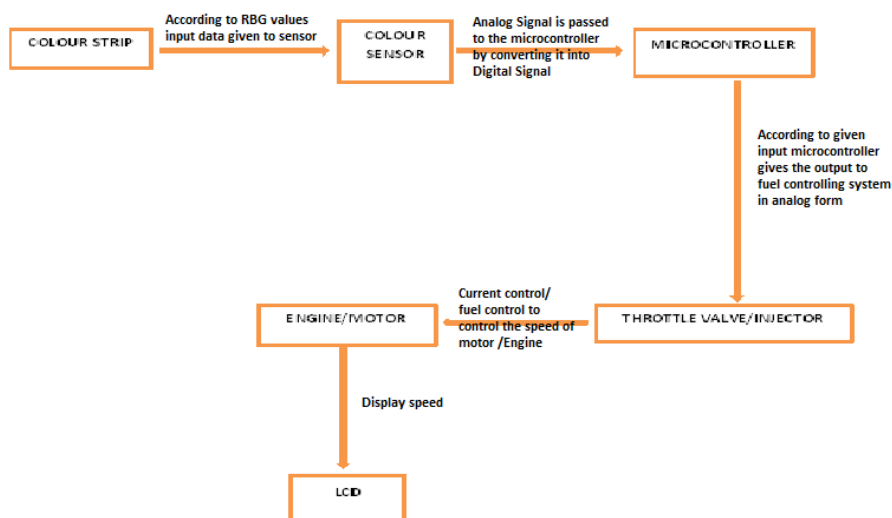 COLOUR STRIP
According to RBG values
input data given to sensor
COLOUR
SENSOR
Analog Signal is passed
to the microcontroller
by converting it into
Digital Signal
MICROCONTROLLER
According to given
input microcontroller
gives the output to
fuel controlling system
in analog form
THROTTLE VALVE/INJECTOR
Current control/
fuel control to
control the speed of
motor /Engine
ENGINE/MOTOR
Display speed
LCD